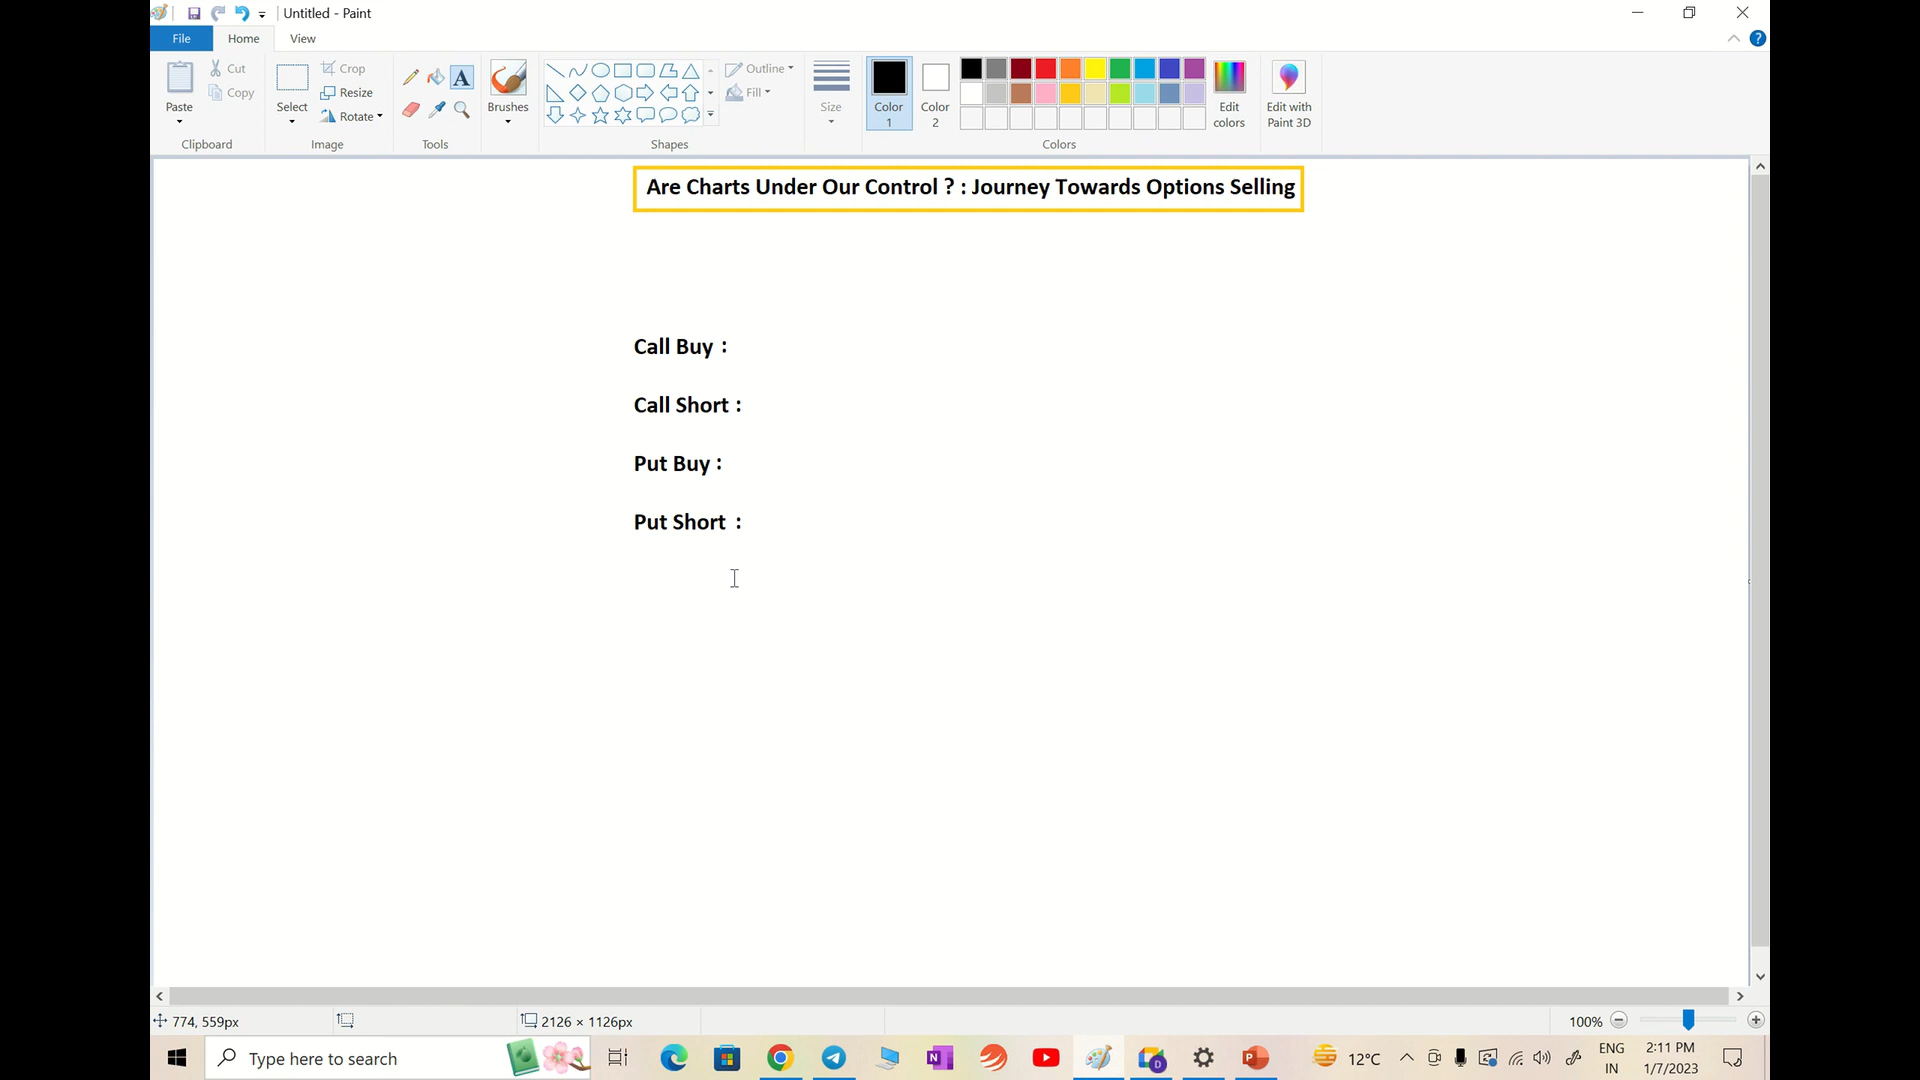 Untitled - Paint
File
Home
View
Paste
Cut
Copy
Clipboard
Select
Crop
Resize
Rotate
Image
Tools
Brushes
Shapes
Outline
Fill
Size
Color 1
Color 2
Colors
Edit colors
Edit with Paint 3D
Are Charts Under Our Control ? : Journey Towards Options Selling
Call Buy :
Call Short :
Put Buy :
Put Short :
774, 559px
2126 × 1126px
100%
Type here to search
12°C
ENG
IN
2:11 PM
1/7/2023